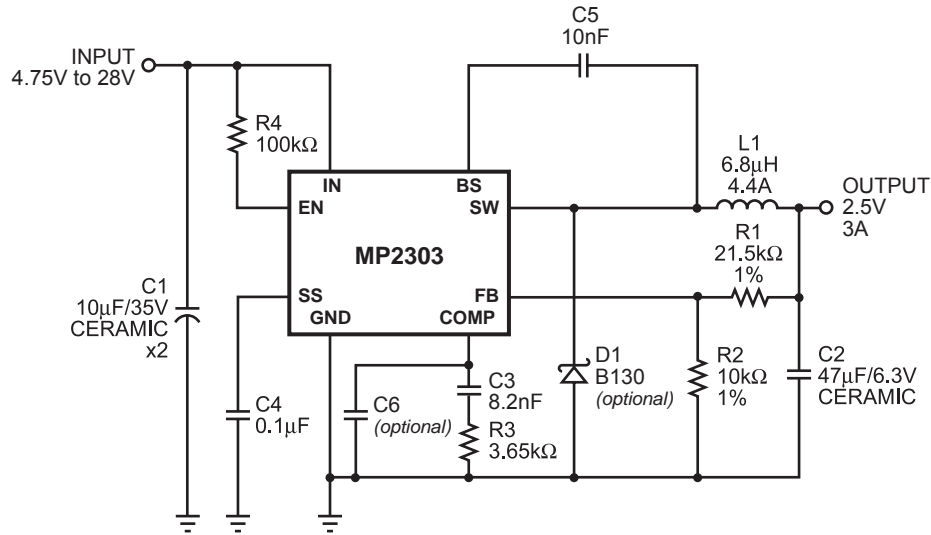 C5
10nF
INPUT
4.75V to 28V
R4
100kΩ
L1
6.8μH
4.4A
IN
BS
OUTPUT
2.5V
3A
EN
SW
R1
21.5kΩ
1%
MP2303
C1
10μF/35V
CERAMIC
x2
SS
FB
GND
COMP
D1
B130
(optional)
R2
10kΩ
1%
C2
47μF/6.3V
CERAMIC
C3
8.2nF
C4
0.1μF
C6
(optional)
R3
3.65kΩ